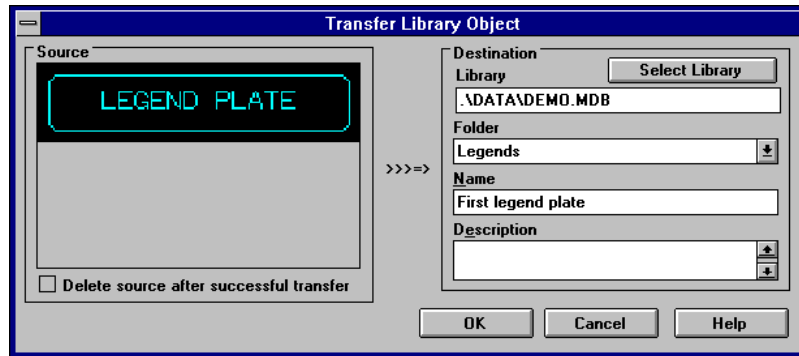 Transfer Library Object
Source
LEGEND PLATE
Delete source after successful transfer
>>>=>
Destination
Library
Select Library
.\DATA\DEMO.MDB
Folder
Legends
Name
First legend plate
Description
OK
Cancel
Help